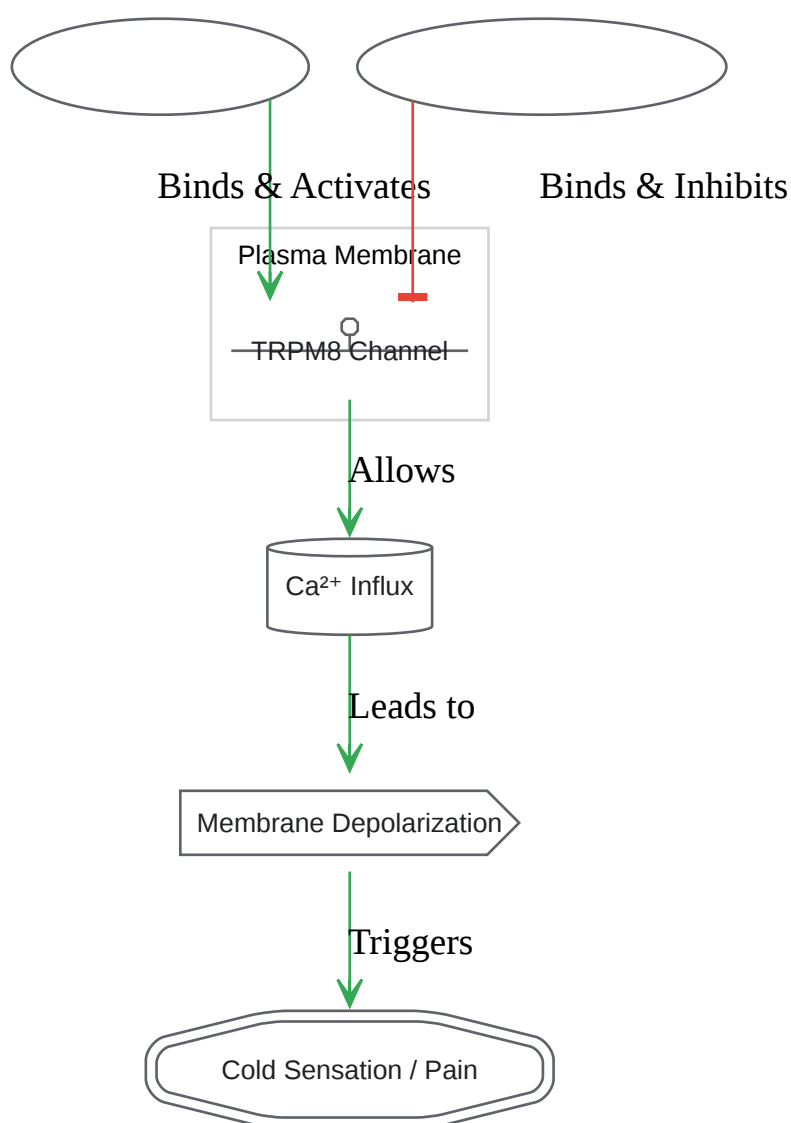 Binds & Activates
Binds & Inhibits
Plasma Membrane
TRPM8 Channel
Allows
Ca²⁺ Influx
Leads to
Membrane Depolarization
Triggers
Cold Sensation / Pain